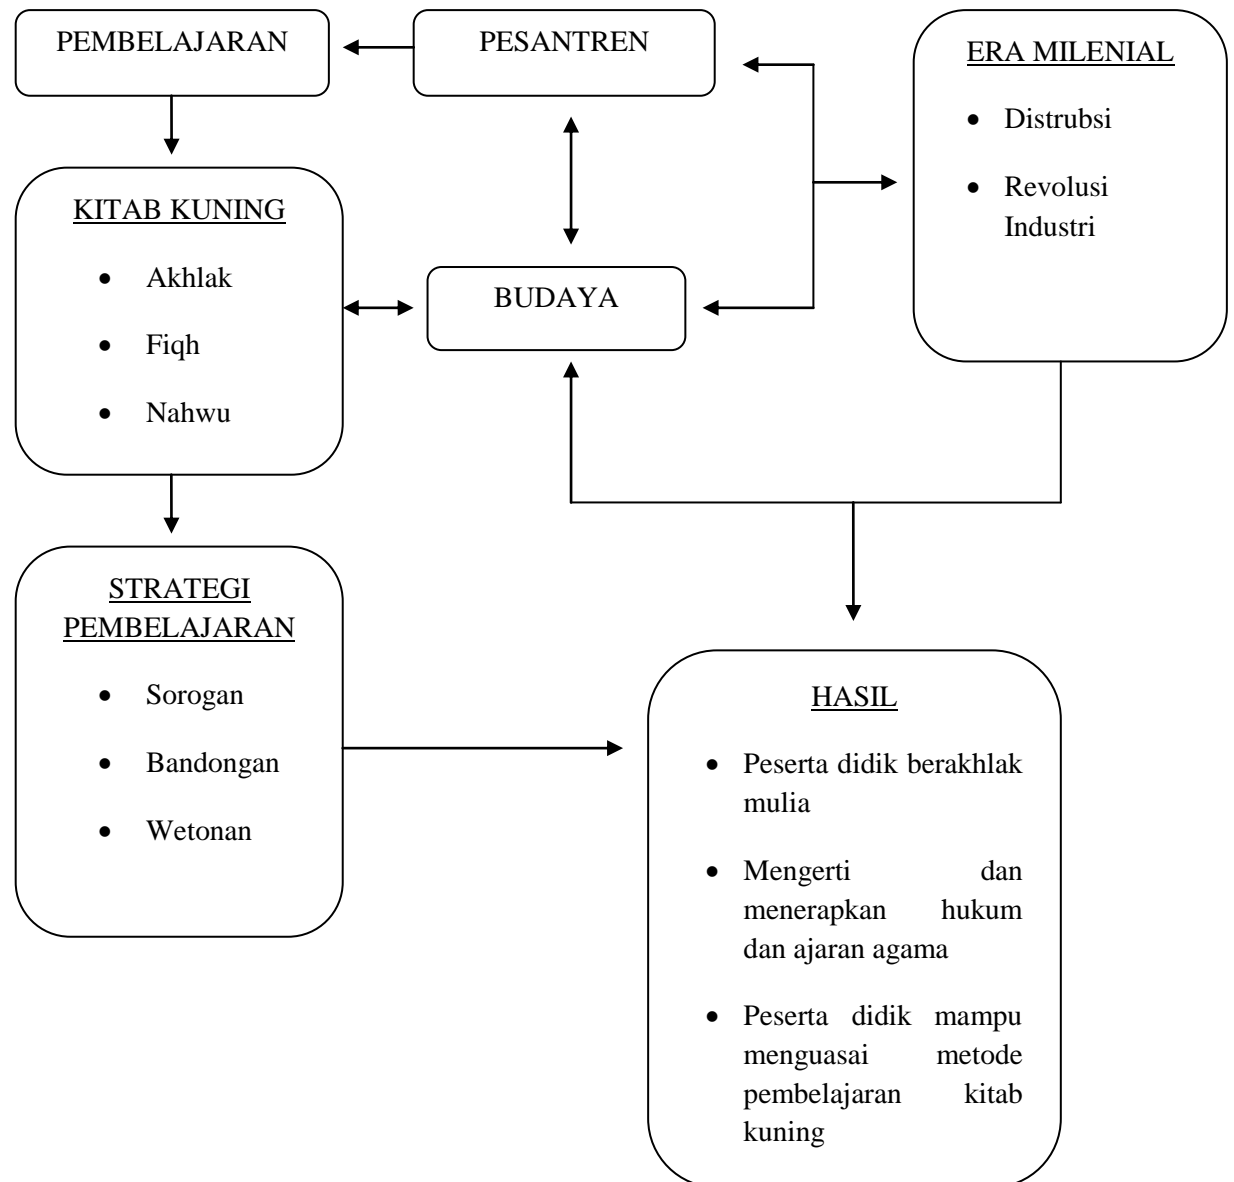 PEMBELAJARAN
PESANTREN
ERA MILENIAL
• Distrubsi
• Revolusi
Industri
KITAB KUNING
• Akhlak
• Fiqh
• Nahwu
BUDAYA
STRATEGI
PEMBELAJARAN
• Sorogan
• Bandongan
• Wetonan
HASIL
• Peserta didik berakhlak
mulia
• Mengerti dan
menerapkan hukum
dan ajaran agama
• Peserta didik mampu
menguasai metode
pembelajaran kitab
kuning